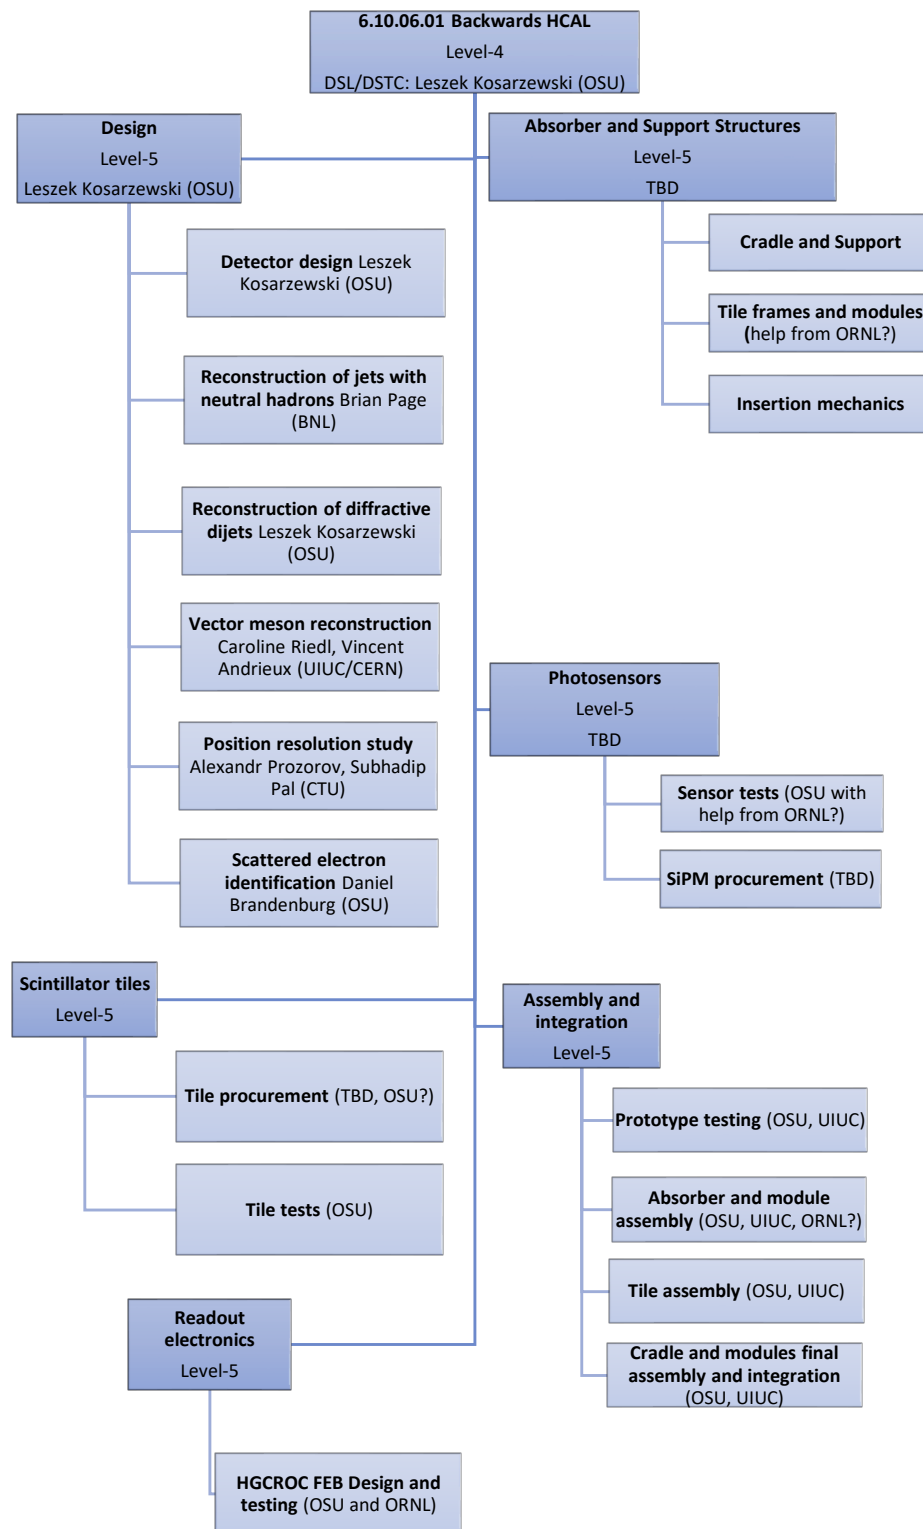 6.10.06.01 Backwards HCAL
Level-4
DSL/DSTC: Leszek Kosarzewski (OSU)
Design
Level-5
Leszek Kosarzewski (OSU)
Detector design Leszek
Kosarzewski (OSU)
Reconstruction of jets with
neutral hadrons Brian Page
(BNL)
Reconstruction of diffractive
dijets Leszek Kosarzewski
(OSU)
Vector meson reconstruction
Caroline Riedl, Vincent
Andrieux (UIUC/CERN)
Position resolution study
Alexandr Prozorov, Subhadip
Pal (CTU)
Scattered electron
identification Daniel
Brandenburg (OSU)
Absorber and Support Structures
Level-5
TBD
Cradle and Support
Tile frames and modules
(help from ORNL?)
Insertion mechanics
Photosensors
Level-5
TBD
Sensor tests (OSU with
help from ORNL?)
SiPM procurement (TBD)
Scintillator tiles
Level-5
Tile procurement (TBD, OSU?)
Tile tests (OSU)
Assembly and
integration
Level-5
Prototype testing (OSU, UIUC)
Absorber and module
assembly (OSU, UIUC, ORNL?)
Tile assembly (OSU, UIUC)
Cradle and modules final
assembly and integration
(OSU, UIUC)
Readout
electronics
Level-5
HGCROC FEB Design and
testing (OSU and ORNL)